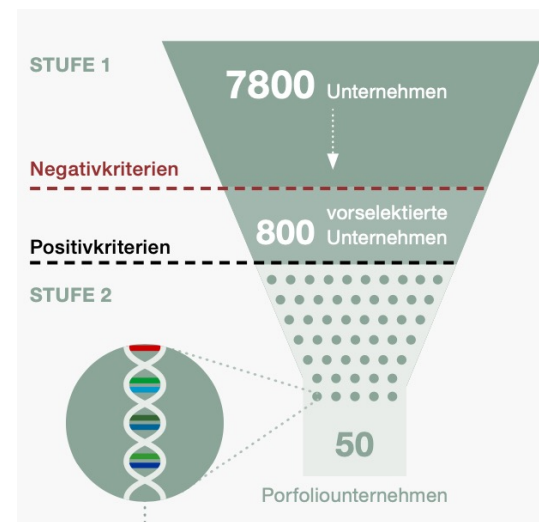 STUFE 1
7800 Unternehmen
Negativkriterien
800 vorselektierte
Unternehmen
Positivkriterien
STUFE 2
50
Porfoliounternehmen